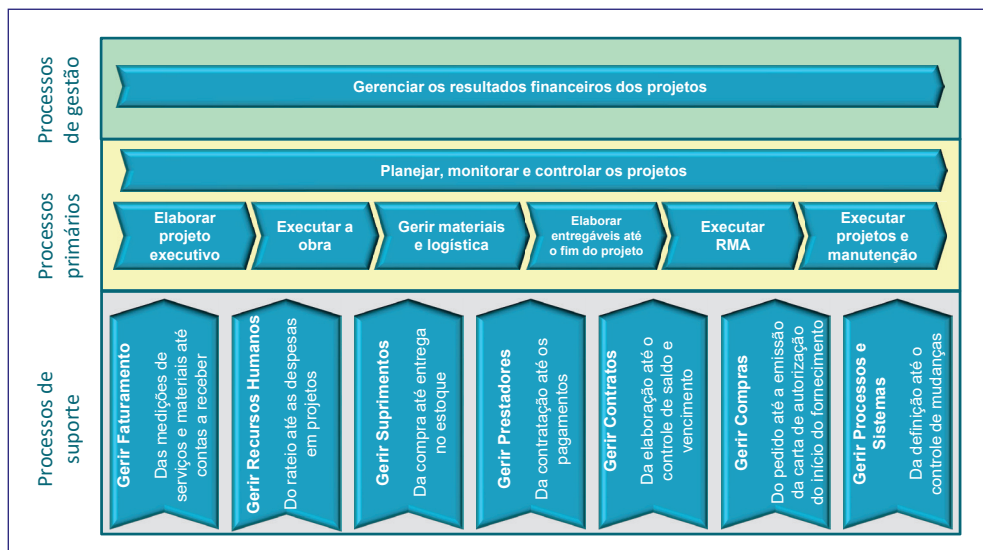 Processos
de gestão
Gerenciar os resultados financeiros dos projetos
Processos
primários
Planejar, monitorar e controlar os projetos
Elaborar
projeto
executivo
Executar a
obra
Gerir materiais
e logística
Elaborar
entregáveis até
o fim do projeto
Executar
RMA
Executar
projetos e
manutenção
Processos de
suporte
Gerir Faturamento
Das medições de
serviços e materiais até
contas a receber
Gerir Recursos Humanos
Do rateio até as despesas
em projetos
Gerir Suprimentos
Da compra até entrega
no estoque
Gerir Prestadores
Da contratação até os
pagamentos
Gerir Contratos
Da elaboração até o
controle de saldo e
vencimento
Gerir Compras
Do pedido até a emissão
da carta de autorização
do início do fornecimento
Gerir Processos e
Sistemas
Da definição até o
controle de mudanças